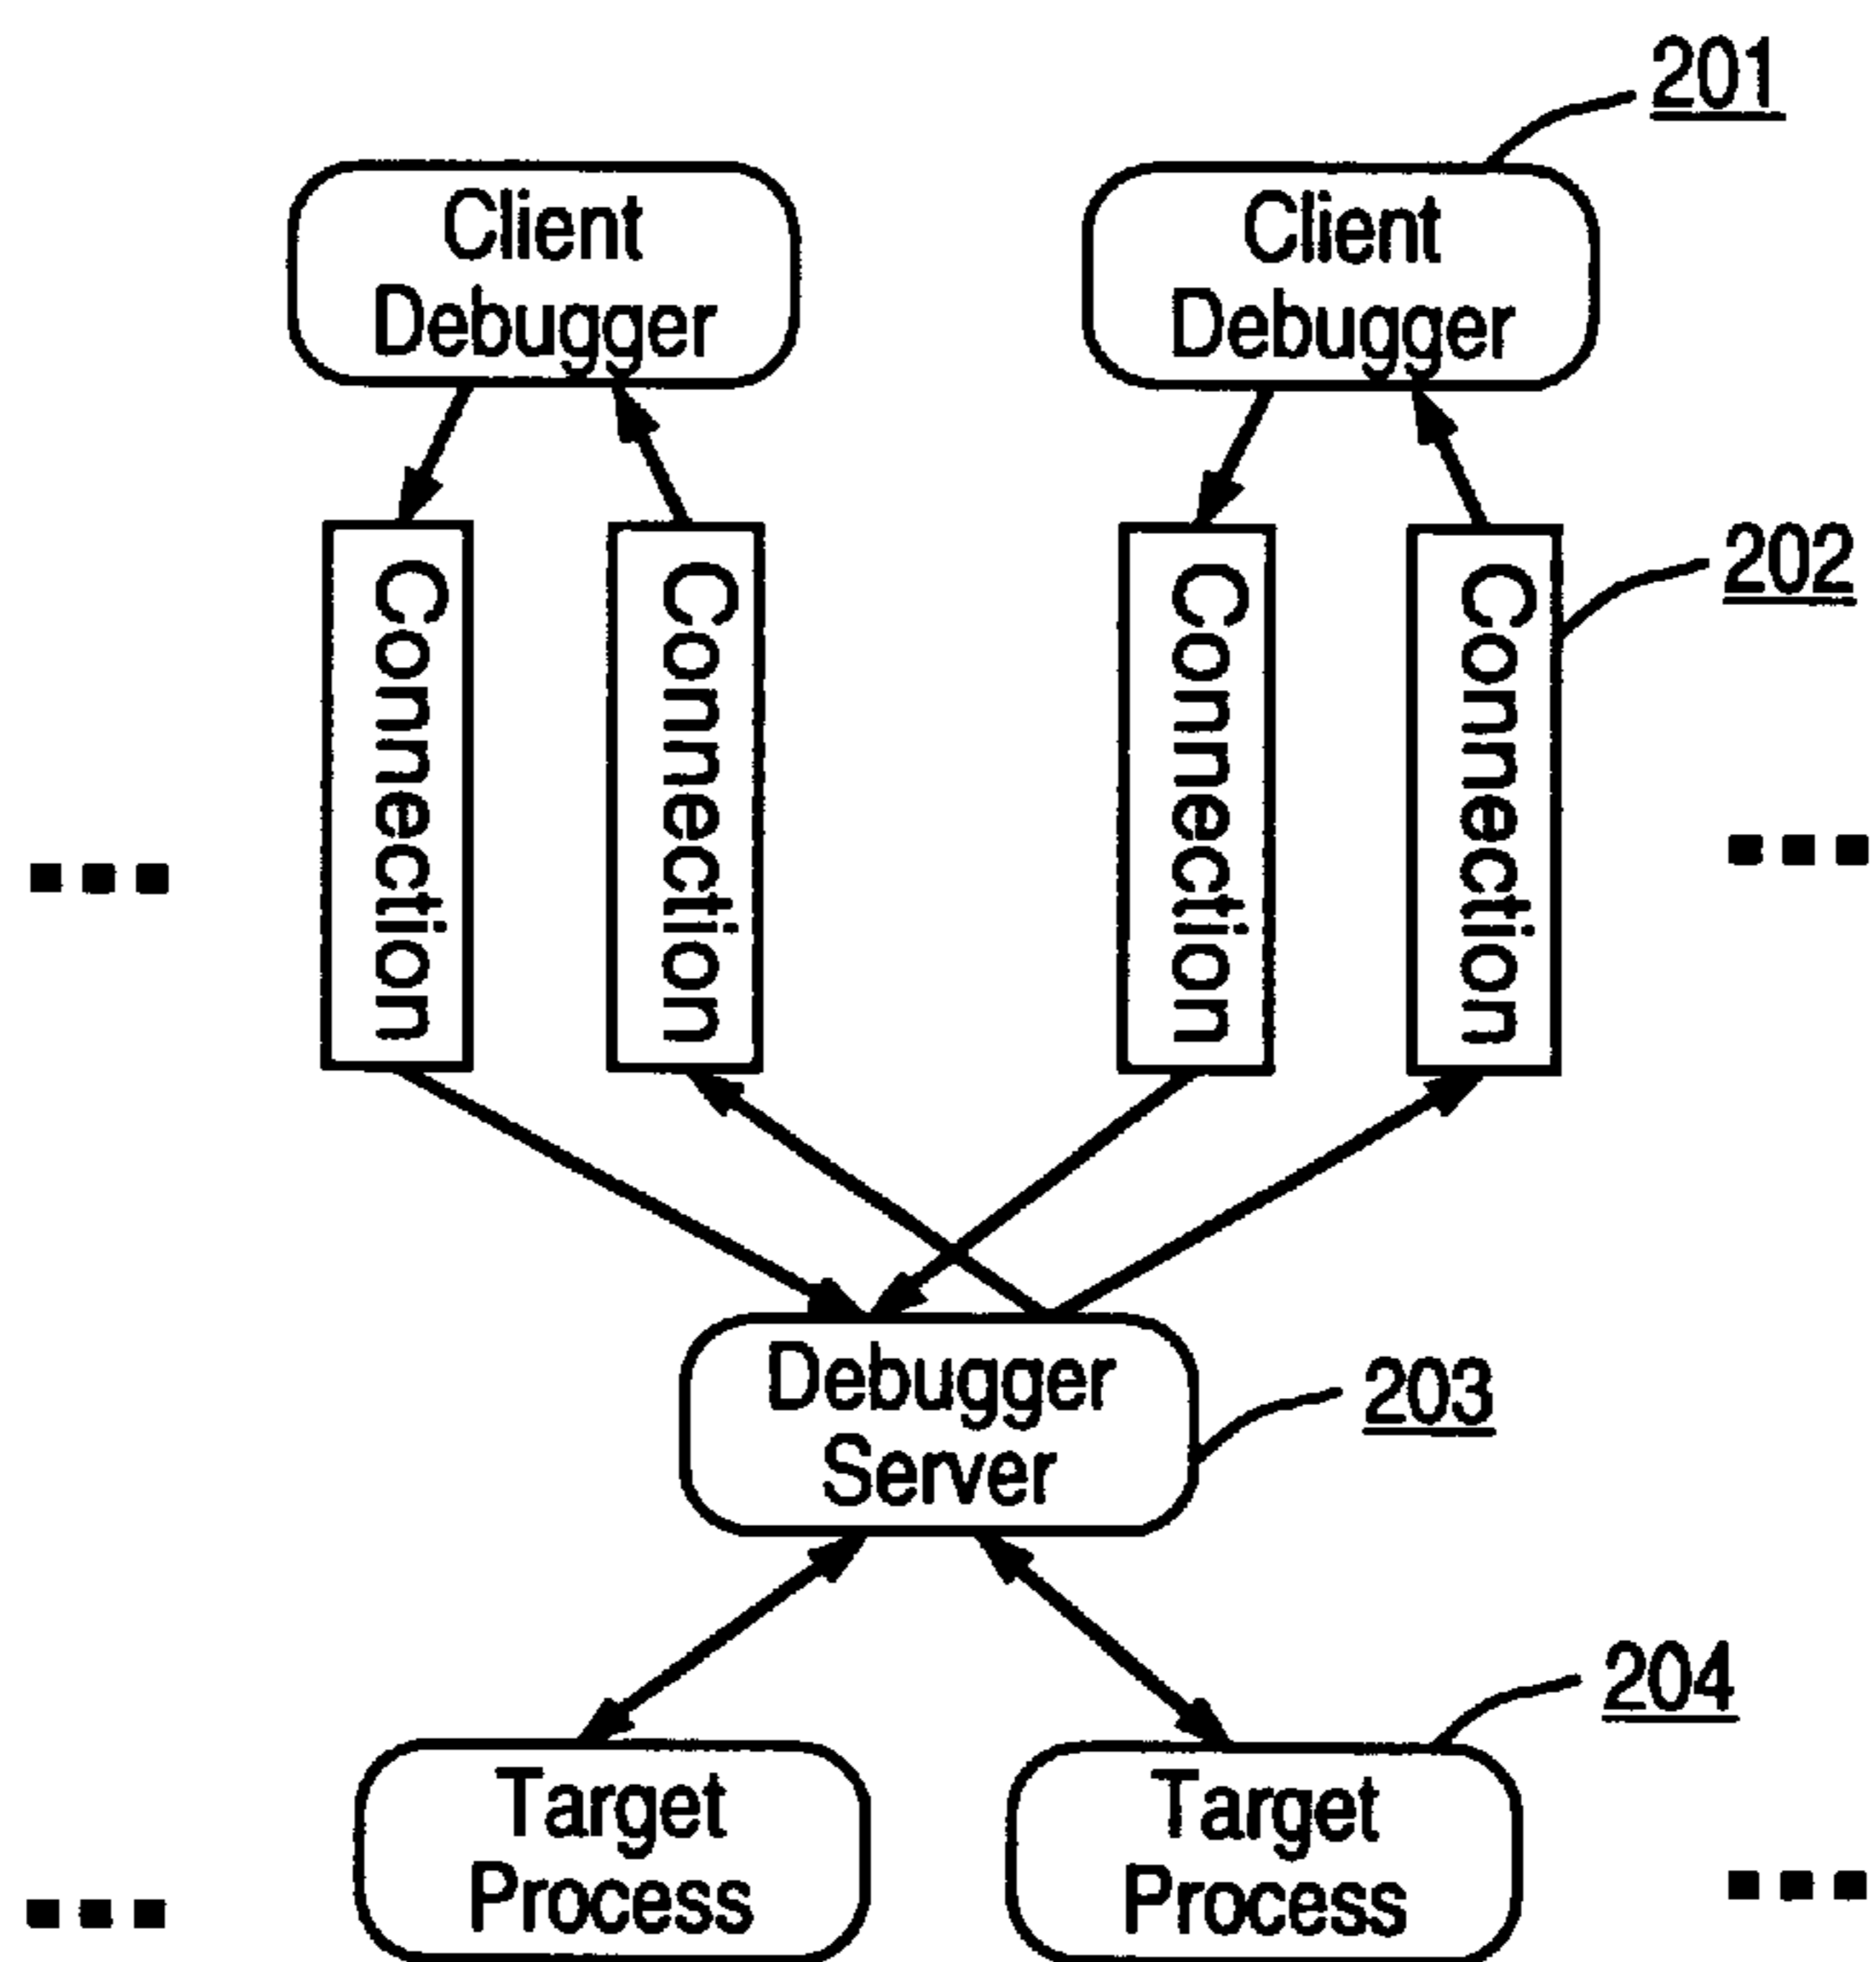 201
Client
Debugger
Client
Debugger
202
Connection
Connection
Connection
Connection
Debugger
Server
203
204
Target
Process
Target
Process